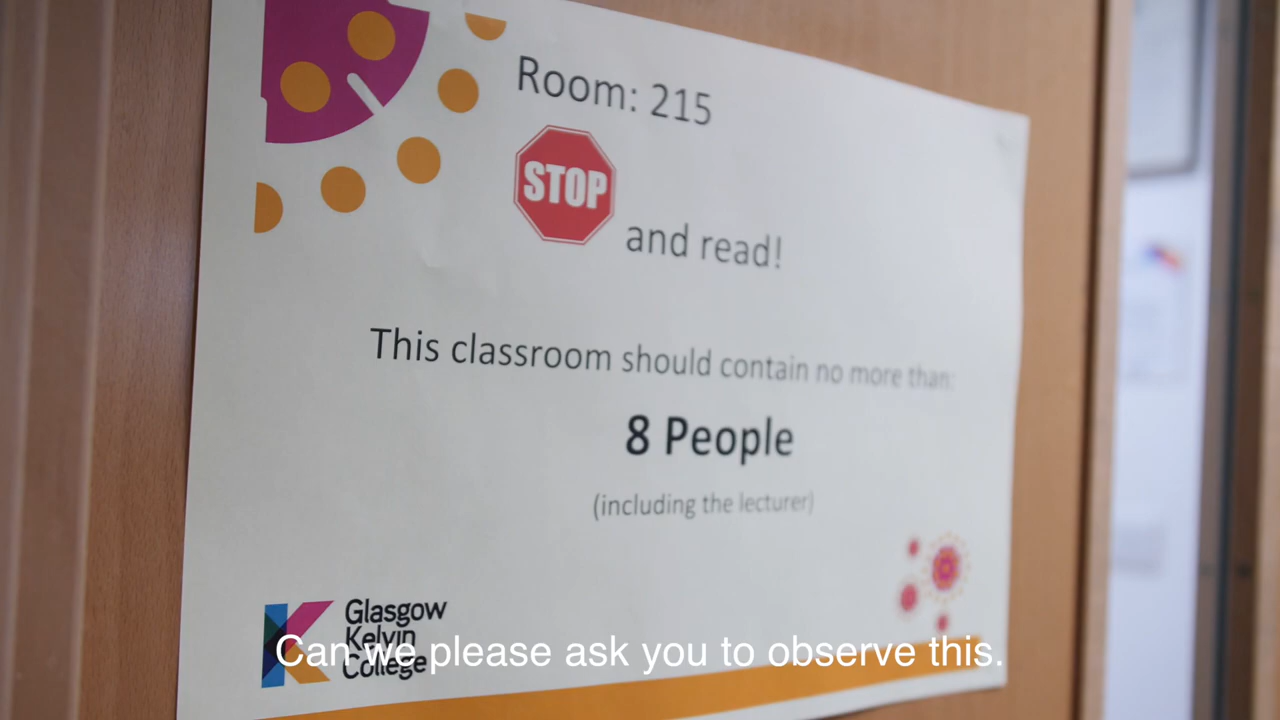 Room: 215
STOP
and read!
This classroom should contain no more than:
8 People
(including the lecturer)
Glasgow
Kelvin
College
Can we please ask you to observe this.